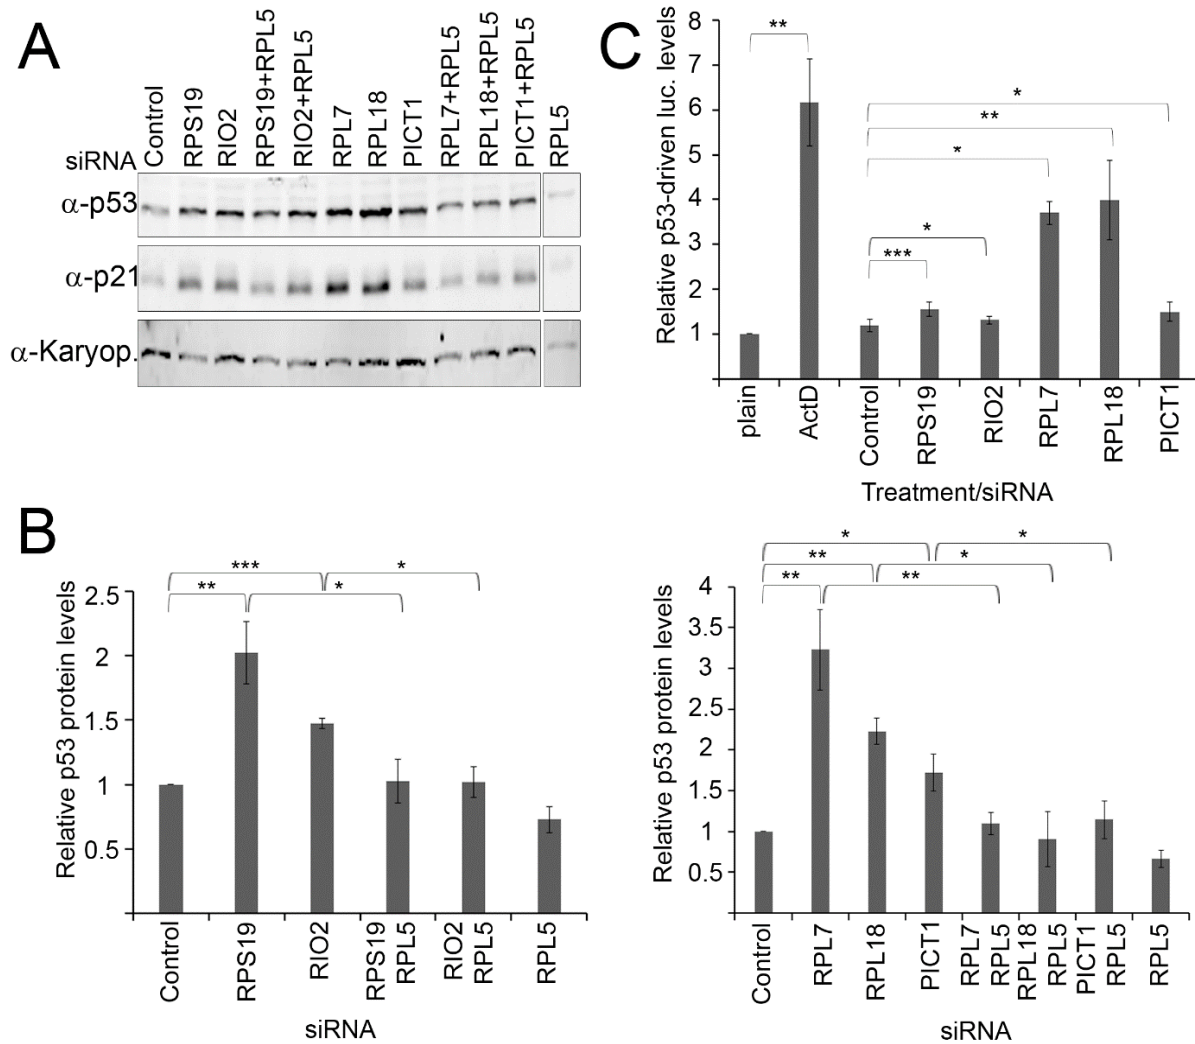 A
siRNA
Control
RPS19
RIO2
RPS19+RPL5
RIO2+RPL5
RPL7
RPL18
PICT1
RPL7+RPL5
RPL18+RPL5
PICT1+RPL5
RPL5
α-p53
α-p21
α-Karyop.
C
Relative p53-driven luc. levels
8
7
6
5
4
3
2
1
**
*
**
*
*
***
plain
ActD
Control
RPS19
RIO2
RPL7
RPL18
PICT1
Treatment/siRNA
B
Relative p53 protein levels
2.5
2
1.5
1
0.5
***
*
**
*
Control
RPS19
RIO2
RPS19
RPL5
RIO2
RPL5
RPL5
siRNA
Relative p53 protein levels
4
3.5
3
2.5
2
1.5
1
0.5
*
*
**
*
**
**
Control
RPL7
RPL18
PICT1
RPL7
RPL5
RPL18
RPL5
PICT1
RPL5
RPL5
siRNA